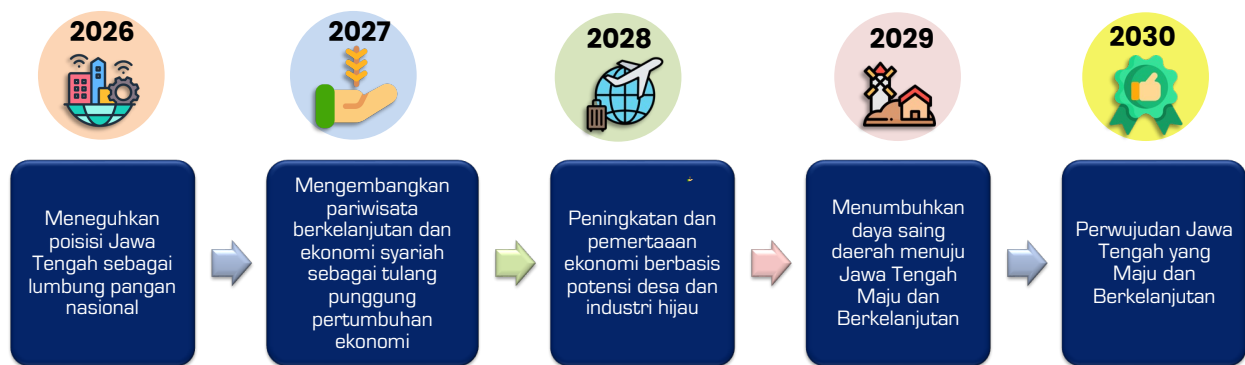 2026
2027
2028
2029
2030
Meneguhkan
poisisi Jawa
Tengah sebagai
lumbung pangan
nasional
Mengembangkan
pariwisata
berkelanjutan dan
ekonomi syariah
sebagai tulang
punggung
pertumbuhan
ekonomi
Peningkatan dan
pemertaaan
ekonomi berbasis
potensi desa dan
industri hijau
Menumbuhkan
daya saing
daerah menuju
Jawa Tengah
Maju dan
Berkelanjutan
Perwujudan Jawa
Tengah yang
Maju dan
Berkelanjutan